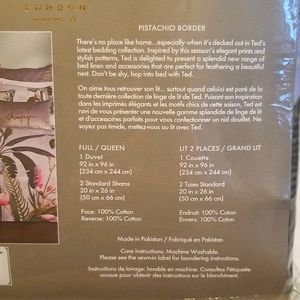 LONDON
PISTACHIO BORDER
There's no place like home...especially when it's decked out in Ted's
latest bedding collection. Inspired by this season's elegant prints and
stylish patterns, Ted is delighted to present a splendid new range of
bed linen and accessories that are perfect for feathering a beautiful
nest. Don't be shy, hop into bed with Ted.
On aime tous retrouver son lit... surtout quand celui-ci est paré de la
toute dernière collection de linge de lit de Ted. Puisant son inspiration
dans les imprimés élégants et les motifs chics de cette saison, Ted est
ravi de vous présenter une nouvelle gamme splendide de linge de lit
et d'accessoires parfaits pour créer un nid douillet. Ne
soyez pas timide, mettez-vous au lit avec Ted.
FULL / QUEEN
1 Duvet
92 in x 96 in
(234 cm x 244 cm)
2 Standard Shams
20 in x 26 in
(50 cm x 66 cm)
Face: 100% Cotton
Reverse: 100% Cotton
LIT 2 PLACES / GRAND LIT
1 Couette
92 in x 96 in
(234 cm x 244 cm)
2 Taies Standard
20 in x 26 in
(50 cm x 66 cm)
Endroit: 100% Coton
Envers: 100% Coton
Made in Pakistan / Fabriqué en Pakistan
Care instructions: Machine Washable.
Please see the sewn-in label for laundering instructions.
Instructions de lavage: lavable en machine. Consultez l'étiquette
cousue pour obtenir des instructions sur le blanchissage.